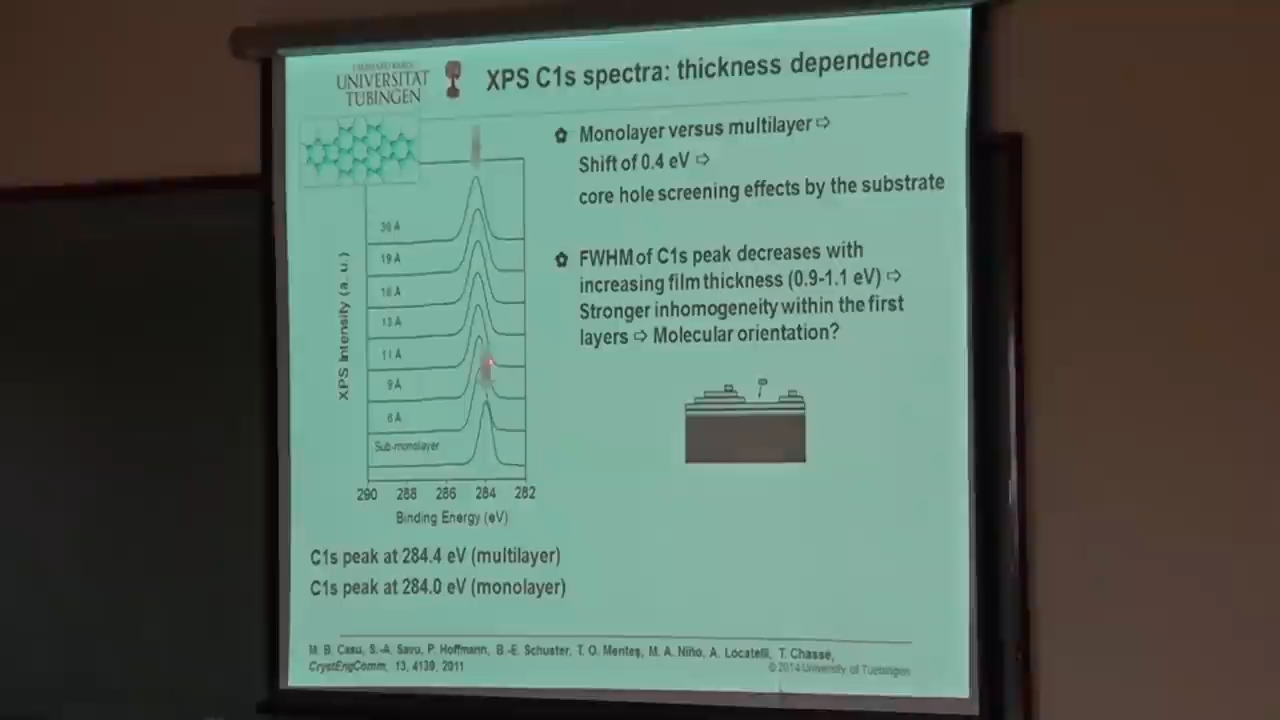 UNIVERSITAT
TUBINGEN
XPS C1s spectra: thickness dependence
Monolayer versus multilayer ⇨
Shift of 0.4 eV ⇨
core hole screening effects by the substrate
FWHM of C1s peak decreases with
increasing film thickness (0.9-1.1 eV) ⇨
Stronger inhomogeneity within the first
layers ⇨ Molecular orientation?
XPS Intensity (a. u.)
19 Å
13 Å
11 Å
9 Å
6 Å
Sub-monolayer
290 288 286 284 282
Binding Energy (eV)
C1s peak at 284.4 eV (multilayer)
C1s peak at 284.0 eV (monolayer)
M. B. Casu, S.-A. Savu, P. Hoffmann, B.-E. Schuster, T. O. Menteş, M. A. Niño, A. Locatelli, T. Chassé,
CrystEngComm, 13, 4139, 2011
© 2014 University of Tuebingen